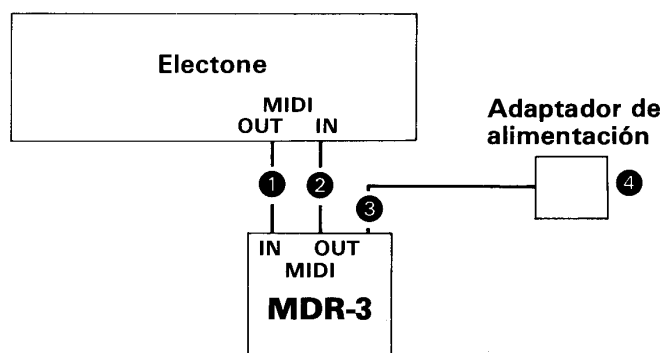 Electone
MIDI
OUT IN
Adaptador de
alimentación
1 2
3
4
IN OUT
MIDI
MDR-3